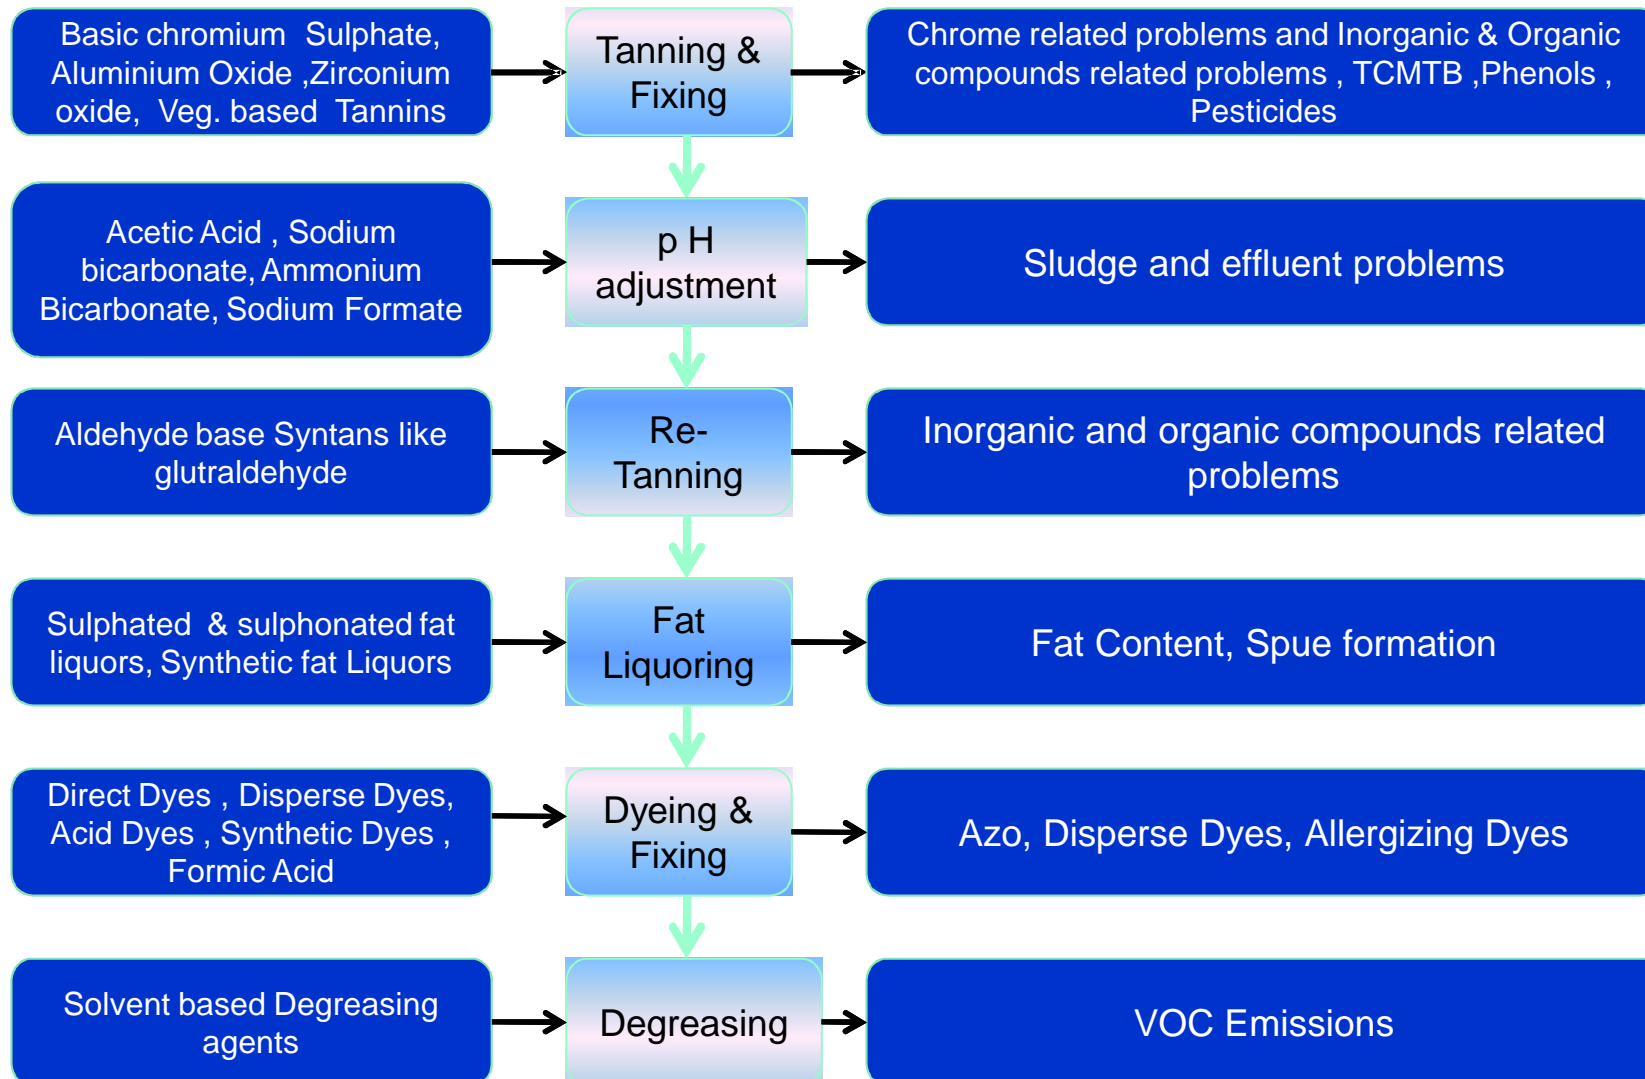 Basic chromium Sulphate,
Aluminium Oxide ,Zirconium
oxide, Veg. based Tannins
Tanning &
Fixing
Chrome related problems and Inorganic & Organic
compounds related problems , TCMTB ,Phenols ,
Pesticides
Acetic Acid , Sodium
bicarbonate, Ammonium
Bicarbonate, Sodium Formate
p H
adjustment
Sludge and effluent problems
Aldehyde base Syntans like
glutraldehyde
Re-
Tanning
Inorganic and organic compounds related
problems
Sulphated & sulphonated fat
liquors, Synthetic fat Liquors
Fat
Liquoring
Fat Content, Spue formation
Direct Dyes , Disperse Dyes,
Acid Dyes , Synthetic Dyes ,
Formic Acid
Dyeing &
Fixing
Azo, Disperse Dyes, Allergizing Dyes
Solvent based Degreasing
agents
Degreasing
VOC Emissions